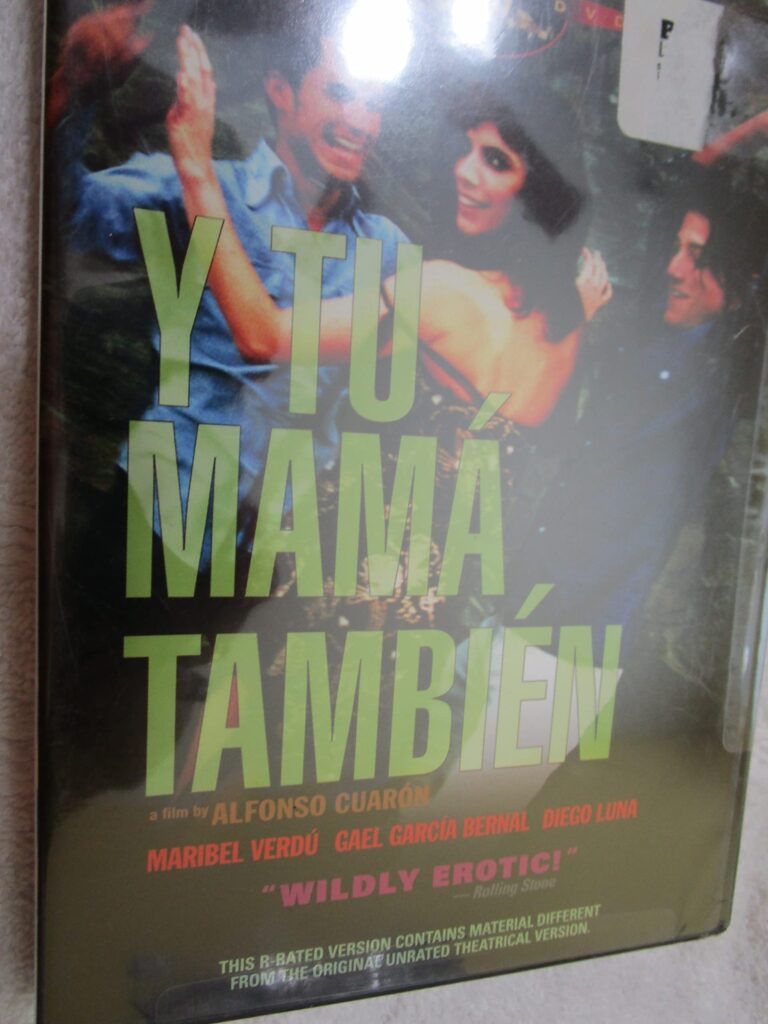 DVD
Y TU
MAMÁ
TAMBIÉN
a film by ALFONSO CUARÓN
MARIBEL VERDÚ GAEL GARCÍA BERNAL DIEGO LUNA
"WILDLY EROTIC!"
— Rolling Stone
THIS R-RATED VERSION CONTAINS MATERIAL DIFFERENT
FROM THE ORIGINAL UNRATED THEATRICAL VERSION.